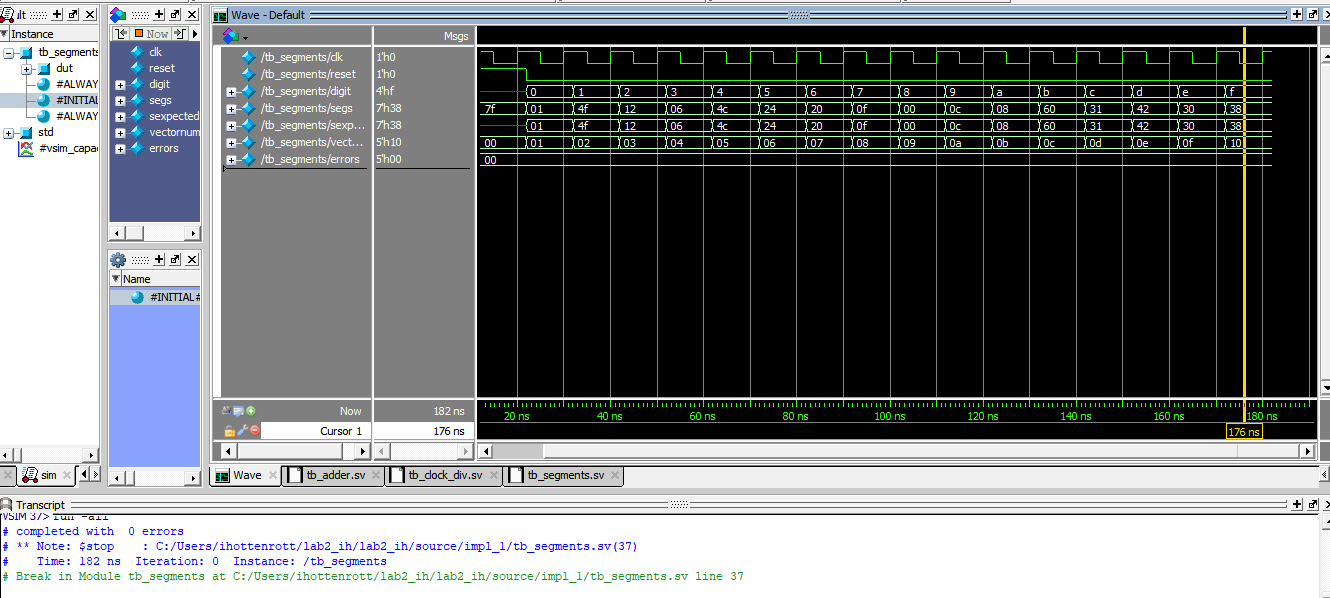 ult
Instance
tb_segments
dut
#ALWAY
#INITIAL
#ALWAY
std
#vsim_capac
sim
Now
clk
reset
digit
segs
sexpected
vectornum
errors
Name
#INITIAL#
Wave - Default
Msgs
/tb_segments/clk 1'h0
/tb_segments/reset 1'h0
/tb_segments/digit 4'hf 0 1 2 3 4 5 6 7 8 9 a b c d e f
/tb_segments/segs 7'h38 7f 01 4f 12 06 4c 24 20 0f 00 0c 08 60 31 42 30 38
/tb_segments/sexp... 7'h38 01 4f 12 06 4c 24 20 0f 00 0c 08 60 31 42 30 38
/tb_segments/vect... 5'h10 00 01 02 03 04 05 06 07 08 09 0a 0b 0c 0d 0e 0f 10
/tb_segments/errors 5'h00 00
Now 182 ns 20 ns 40 ns 60 ns 80 ns 100 ns 120 ns 140 ns 160 ns 180 ns
Cursor 1 176 ns 176 ns
Wave tb_adder.sv tb_clock_div.sv tb_segments.sv
Transcript
VSIM 37> run -all
# completed with  0 errors
# ** Note: $stop    : C:/Users/ihottenrott/lab2_ih/lab2_ih/source/impl_1/tb_segments.sv(37)
#    Time: 182 ns  Iteration: 0  Instance: /tb_segments
# Break in Module tb_segments at C:/Users/ihottenrott/lab2_ih/lab2_ih/source/impl_1/tb_segments.sv line 37